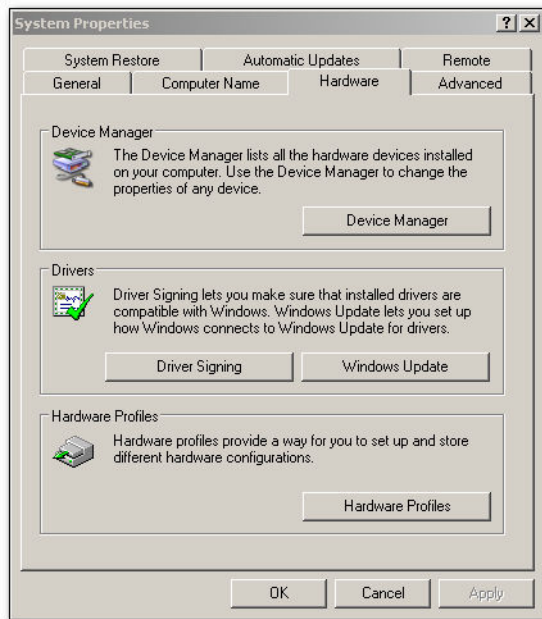 System Properties
System Restore Automatic Updates Remote
General Computer Name Hardware Advanced
Device Manager
The Device Manager lists all the hardware devices installed
on your computer. Use the Device Manager to change the
properties of any device.
Device Manager
Drivers
Driver Signing lets you make sure that installed drivers are
compatible with Windows. Windows Update lets you set up
how Windows connects to Windows Update for drivers.
Driver Signing Windows Update
Hardware Profiles
Hardware profiles provide a way for you to set up and store
different hardware configurations.
Hardware Profiles
OK Cancel Apply